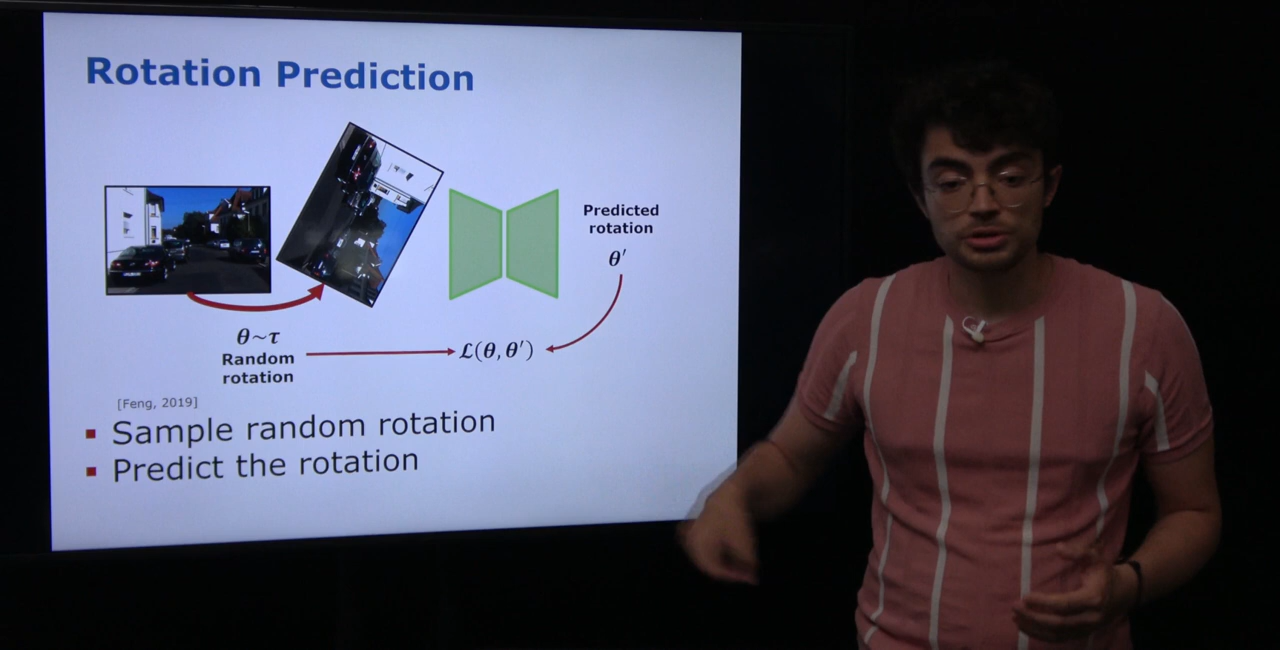 Rotation Prediction
Predicted
rotation
θ′
θ~τ
Random
rotation
ℒ(θ, θ′)
[Feng, 2019]
Sample random rotation
Predict the rotation